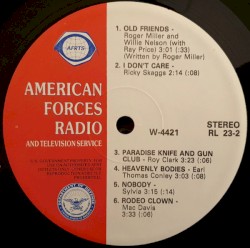 AFRTS
AMERICAN
FORCES
RADIO
AND TELEVISION SERVICE
1. OLD FRIENDS -
Roger Miller and
Willie Nelson (with
Ray Price) 3:01 (:33)
(Written by Roger Miller)
2. I DON'T CARE -
Ricky Skaggs 2:14 (:08)
W-4421
STEREO
RL 23-2
3. PARADISE KNIFE AND GUN
CLUB - Roy Clark 3:31 (:06)
4. HEAVENLY BODIES - Earl
Thomas Conley 3:00 (:08)
5. NOBODY -
Sylvia 3:15 (:14)
6. RODEO CLOWN -
Mac Davis
3:33 (:06)